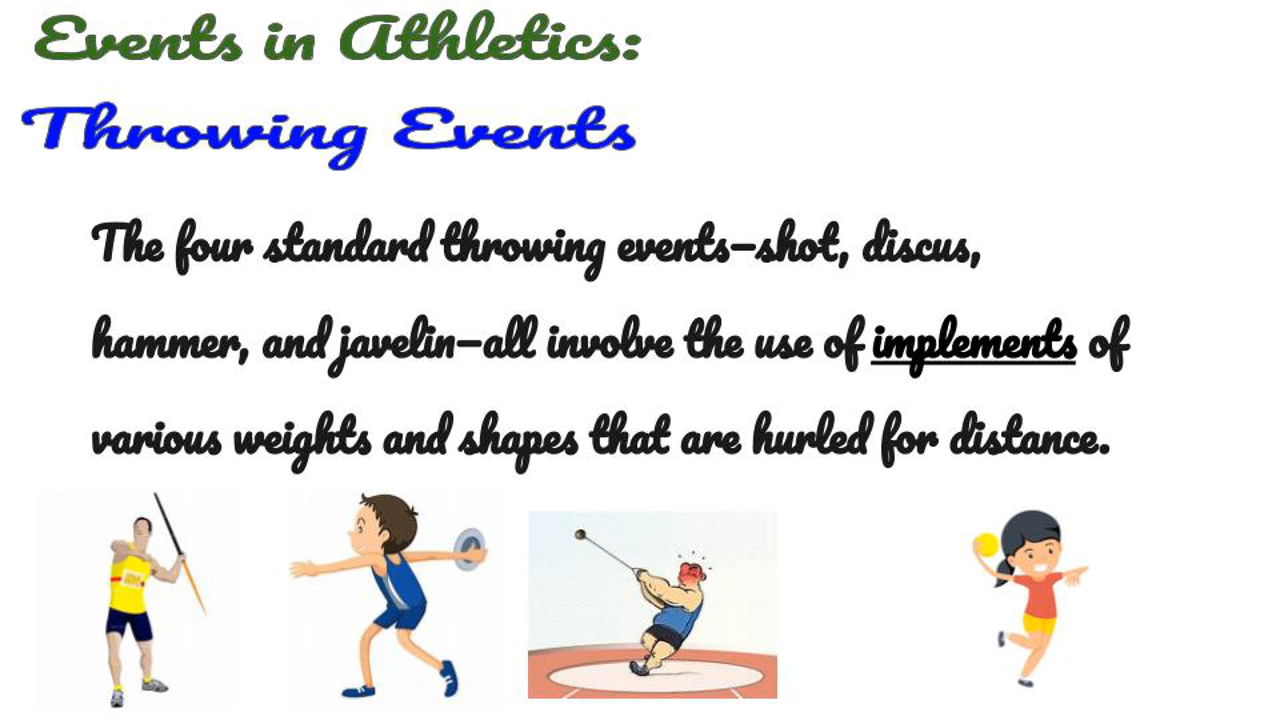 Events in Athletics:
Throwing Events
The four standard throwing events—shot, discus,
hammer, and javelin—all involve the use of implements of
various weights and shapes that are hurled for distance.